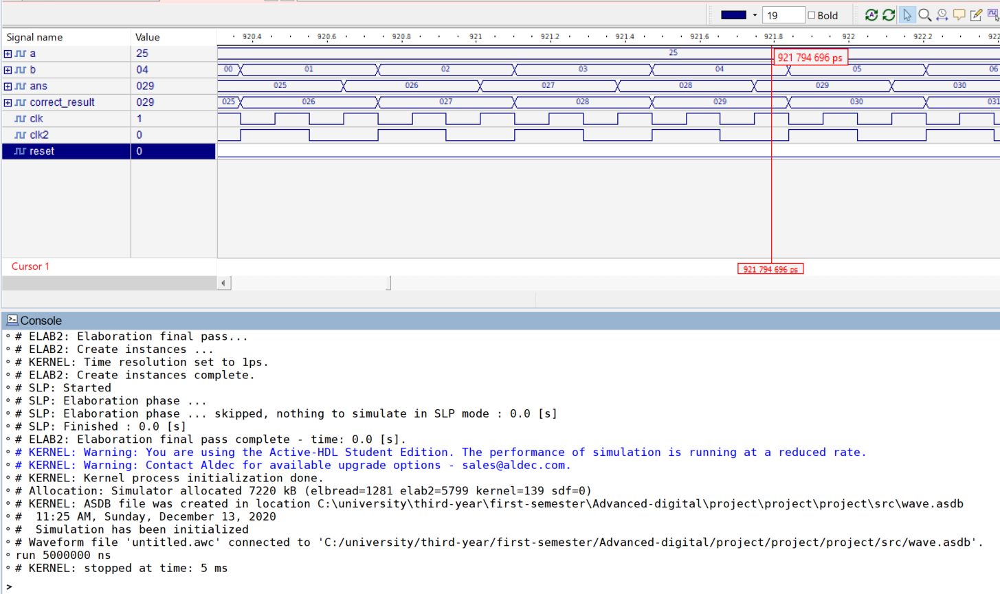 19 Bold
Signal name Value 920.4 920.6 920.8 921 921.2 921.4 921.6 921.8 922 922.2 922
a 25 25 921 794 696 ps
b 04 00 01 02 03 04 05 06
ans 029 025 026 027 028 029 030
correct_result 029 025 026 027 028 029 030 031
clk 1
clk2 0
reset 0
Cursor 1 921 794 696 ps
Console
# ELAB2: Elaboration final pass...
# ELAB2: Create instances ...
# KERNEL: Time resolution set to 1ps.
# ELAB2: Create instances complete.
# SLP: Started
# SLP: Elaboration phase ...
# SLP: Elaboration phase ... skipped, nothing to simulate in SLP mode : 0.0 [s]
# SLP: Finished : 0.0 [s]
# ELAB2: Elaboration final pass complete - time: 0.0 [s].
# KERNEL: Warning: You are using the Active-HDL Student Edition. The performance of simulation is running at a reduced rate.
# KERNEL: Warning: Contact Aldec for available upgrade options - sales@aldec.com.
# KERNEL: Kernel process initialization done.
# Allocation: Simulator allocated 7220 kB (elbread=1281 elab2=5799 kernel=139 sdf=0)
# KERNEL: ASDB file was created in location C:\university\third-year\first-semester\Advanced-digital\project\project\project\src\wave.asdb
# 11:25 AM, Sunday, December 13, 2020
# Simulation has been initialized
# Waveform file 'untitled.awc' connected to 'C:/university/third-year/first-semester/Advanced-digital/project/project/project/src/wave.asdb'.
run 5000000 ns
# KERNEL: stopped at time: 5 ms
>